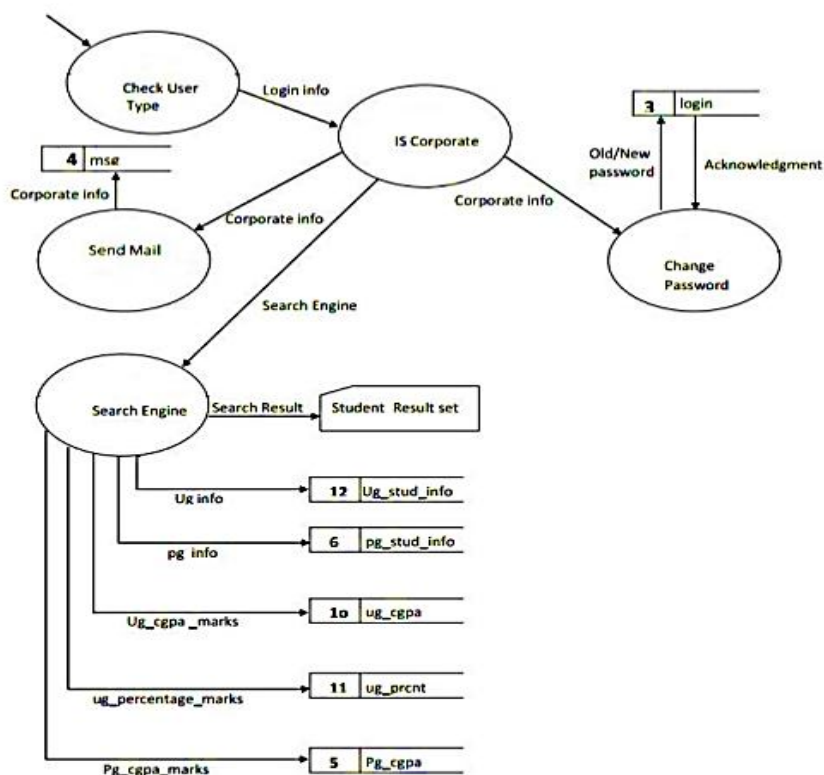 Check User
Type
Login info
IS Corporate
3 login
4 msg
Old/New
password
Acknowledgment
Corporate info
Corporate info
Corporate info
Send Mail
Change
Password
Search Engine
Search Engine
Search Result
Student Result set
Ug info
12 Ug_stud_info
pg info
6 pg_stud_info
Ug_cgpa_marks
1o ug_cgpa
ug_percentage_marks
11 ug_prcnt
Pg_cgpa_marks
5 Pg_cgpa